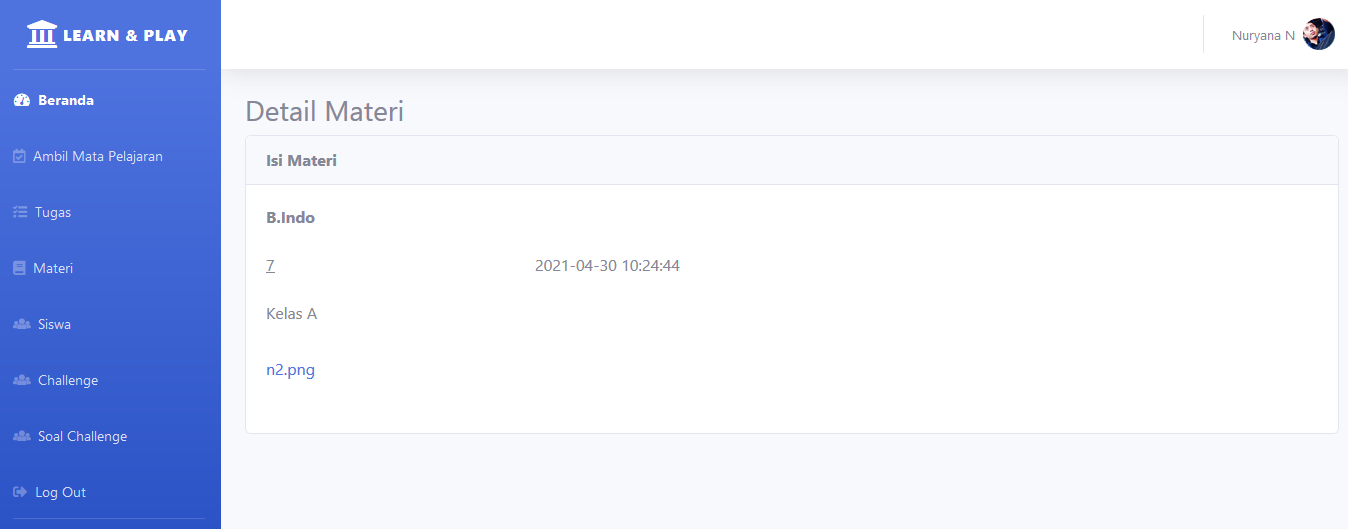 LEARN & PLAY
Nuryana N
Beranda
Ambil Mata Pelajaran
Tugas
Materi
Siswa
Challenge
Soal Challenge
Log Out
Detail Materi
Isi Materi
B.Indo
7 2021-04-30 10:24:44
Kelas A
n2.png